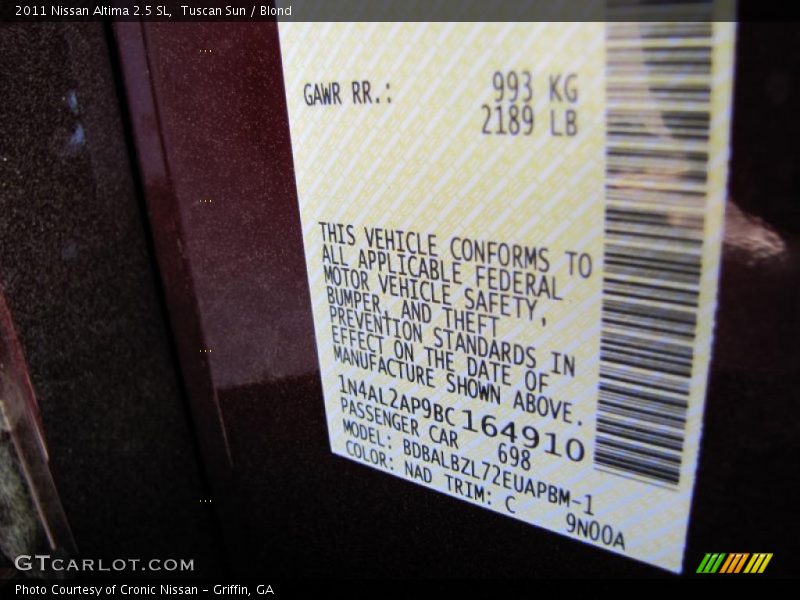 2011 Nissan Altima 2.5 SL, Tuscan Sun / Blond
GAWR RR.: 993 KG
2189 LB
THIS VEHICLE CONFORMS TO
ALL APPLICABLE FEDERAL
MOTOR VEHICLE SAFETY,
BUMPER, AND THEFT
PREVENTION STANDARDS IN
EFFECT ON THE DATE OF
MANUFACTURE SHOWN ABOVE.
1N4AL2AP9BC164910
PASSENGER CAR 698
MODEL: BDBALBZL72EUAPBM-1
COLOR: NAD TRIM: C 9N00A
GTCARLOT.COM
Photo Courtesy of Cronic Nissan - Griffin, GA